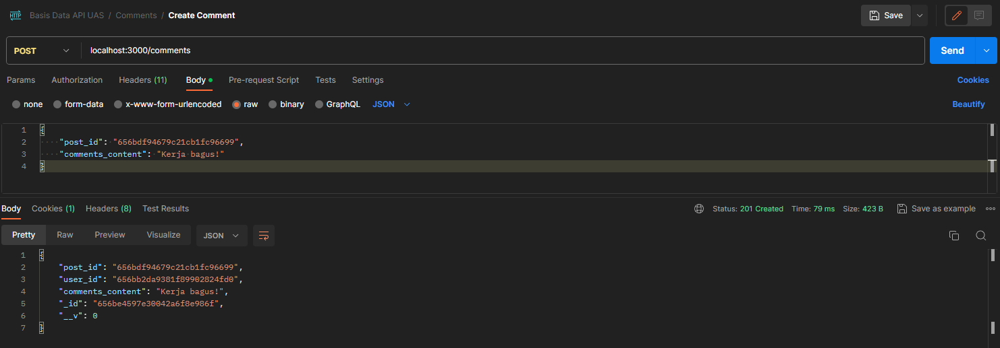 HTTP Basis Data API UAS / Comments / Create Comment Save
POST localhost:3000/comments Send
Params Authorization Headers (11) Body Pre-request Script Tests Settings Cookies
none form-data x-www-form-urlencoded raw binary GraphQL JSON Beautify
1 {
2 "post_id": "656bdf94679c21cb1fc96699",
3 "comments_content": "Kerja bagus!"
4 }
Body Cookies (1) Headers (8) Test Results Status: 201 Created Time: 79 ms Size: 423 B Save as example
Pretty Raw Preview Visualize JSON
1 {
2 "post_id": "656bdf94679c21cb1fc96699",
3 "user_id": "656bb2da9381f89902824fd0",
4 "comments_content": "Kerja bagus!",
5 "_id": "656be4597e30042a6f8e986f",
6 "__v": 0
7 }